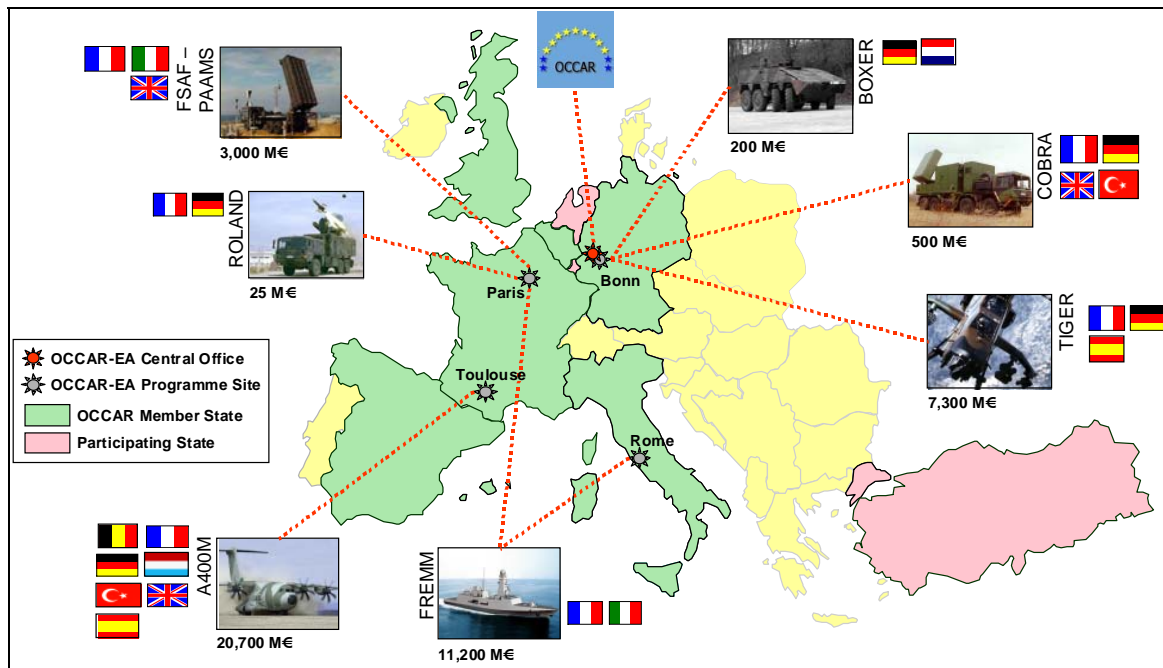 FSAF –
PAAMS
3,000 M€
OCCAR
BOXER
200 M€
COBRA
500 M€
ROLAND
25 M€
Paris
Bonn
TIGER
7,300 M€
OCCAR-EA Central Office
OCCAR-EA Programme Site
OCCAR Member State
Participating State
Toulouse
Rome
A400M
20,700 M€
FREMM
11,200 M€